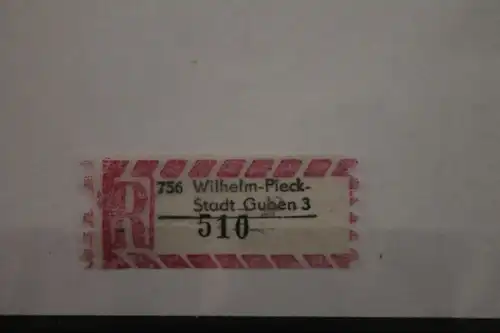 R
756 Wilhelm-Pieck-
Stadt Guben 3
510